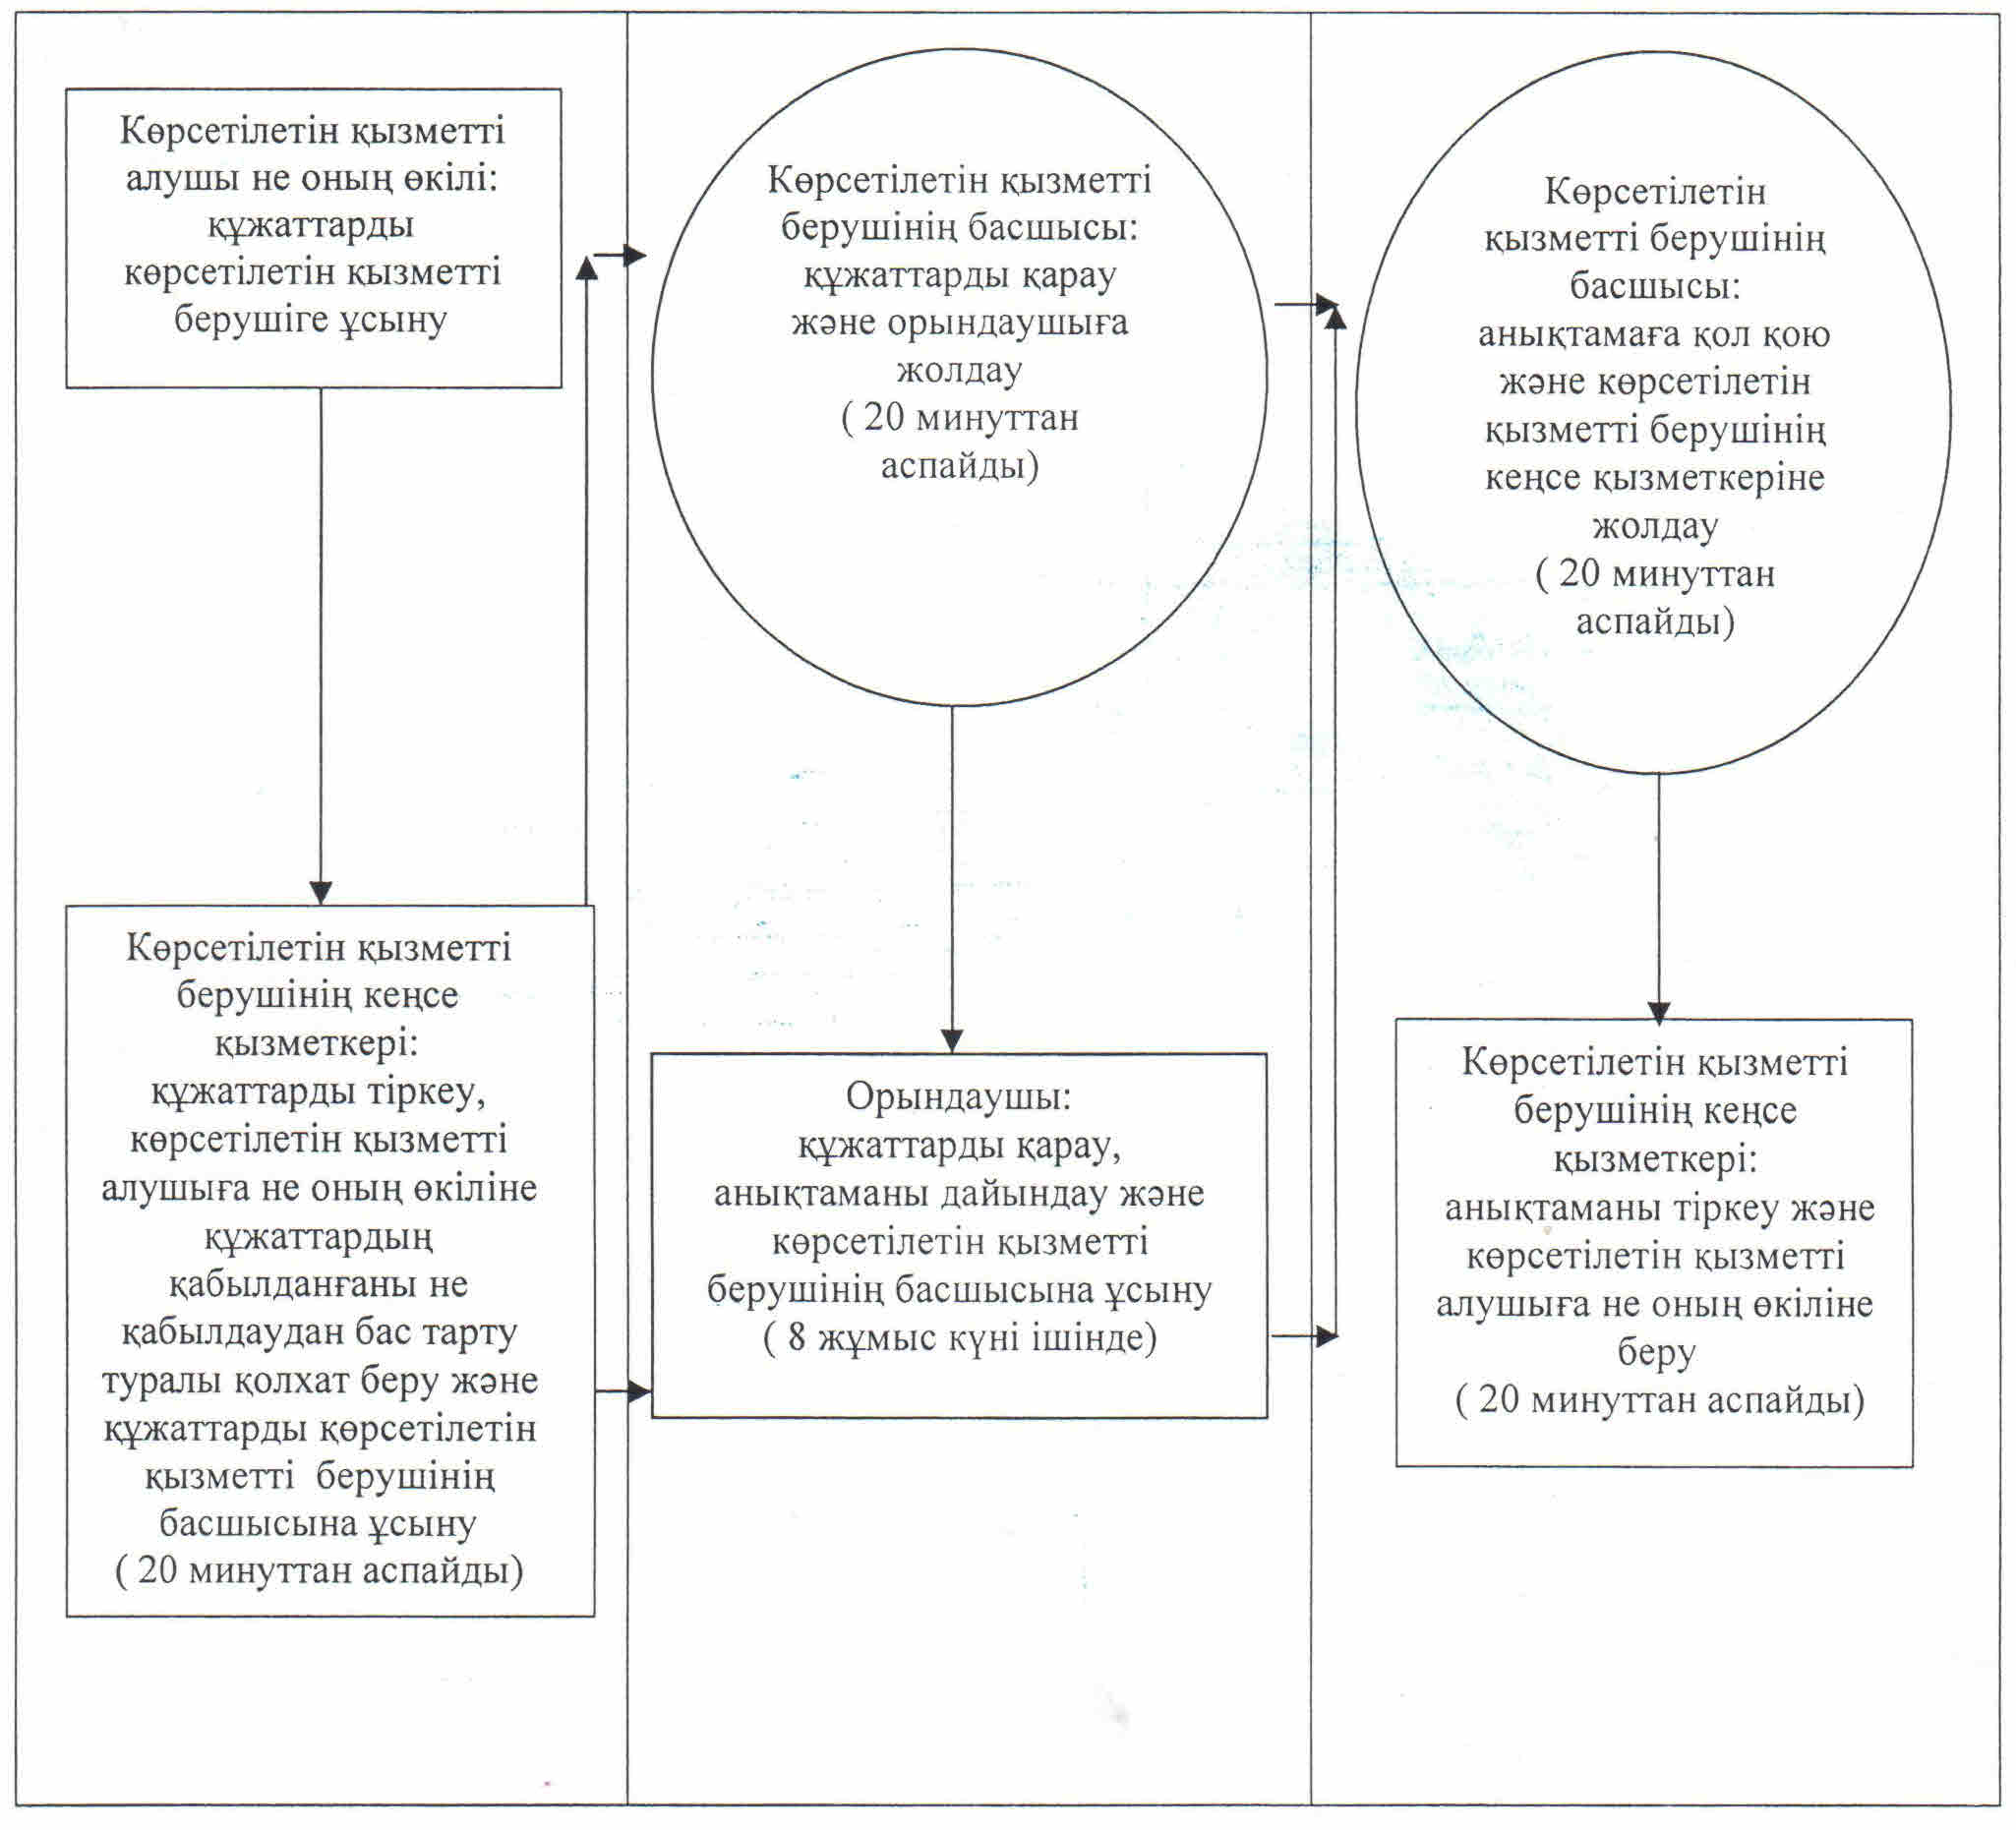 Көрсетілетін қызметті
алушы не оның өкілі:
құжаттарды
көрсетілетін қызметті
берушіге ұсыну
Көрсетілетін қызметті
берушінің кеңсе
қызметкері:
құжаттарды тіркеу,
көрсетілетін қызметті
алушыға не оның өкіліне
құжаттардың
қабылданғаны не
қабылдаудан бас тарту
туралы қолхат беру және
құжаттарды қөрсетілетін
қызметті берушінің
басшысына ұсыну
( 20 минуттан аспайды)
Көрсетілетін қызметті
берушінің басшысы:
құжаттарды қарау
және орындаушыға
жолдау
( 20 минуттан
аспайды)
Орындаушы:
құжаттарды қарау,
анықтаманы дайындау және
көрсетілетін қызметті
берушінің басшысына ұсыну
( 8 жұмыс күні ішінде)
Көрсетілетін
қызметті берушінің
басшысы:
анықтамаға қол қою
және көрсетілетін
қызметті берушінің
кеңсе қызметкеріне
жолдау
( 20 минуттан
аспайды)
Көрсетілетін қызметті
берушінің кеңсе
қызметкері:
анықтаманы тіркеу және
көрсетілетін қызметті
алушыға не оның өкіліне
беру
( 20 минуттан аспайды)